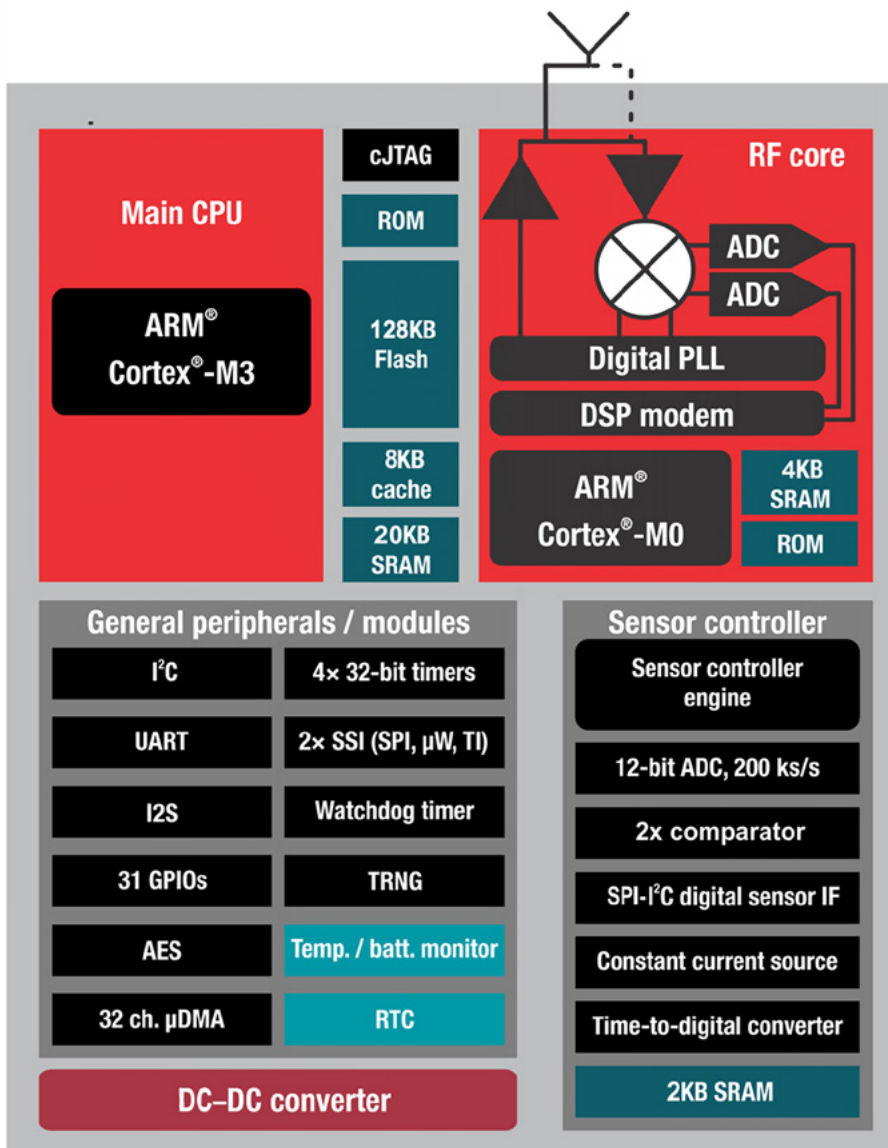 Main CPU
ARM®
Cortex®-M3
cJTAG
ROM
128KB
Flash
8KB
cache
20KB
SRAM
RF core
ADC
ADC
Digital PLL
DSP modem
ARM®
Cortex®-M0
4KB
SRAM
ROM
General peripherals / modules
I²C
4× 32-bit timers
UART
2× SSI (SPI, µW, TI)
I2S
Watchdog timer
31 GPIOs
TRNG
AES
Temp. / batt. monitor
32 ch. µDMA
RTC
Sensor controller
Sensor controller
engine
12-bit ADC, 200 ks/s
2x comparator
SPI-I²C digital sensor IF
Constant current source
Time-to-digital converter
2KB SRAM
DC–DC converter